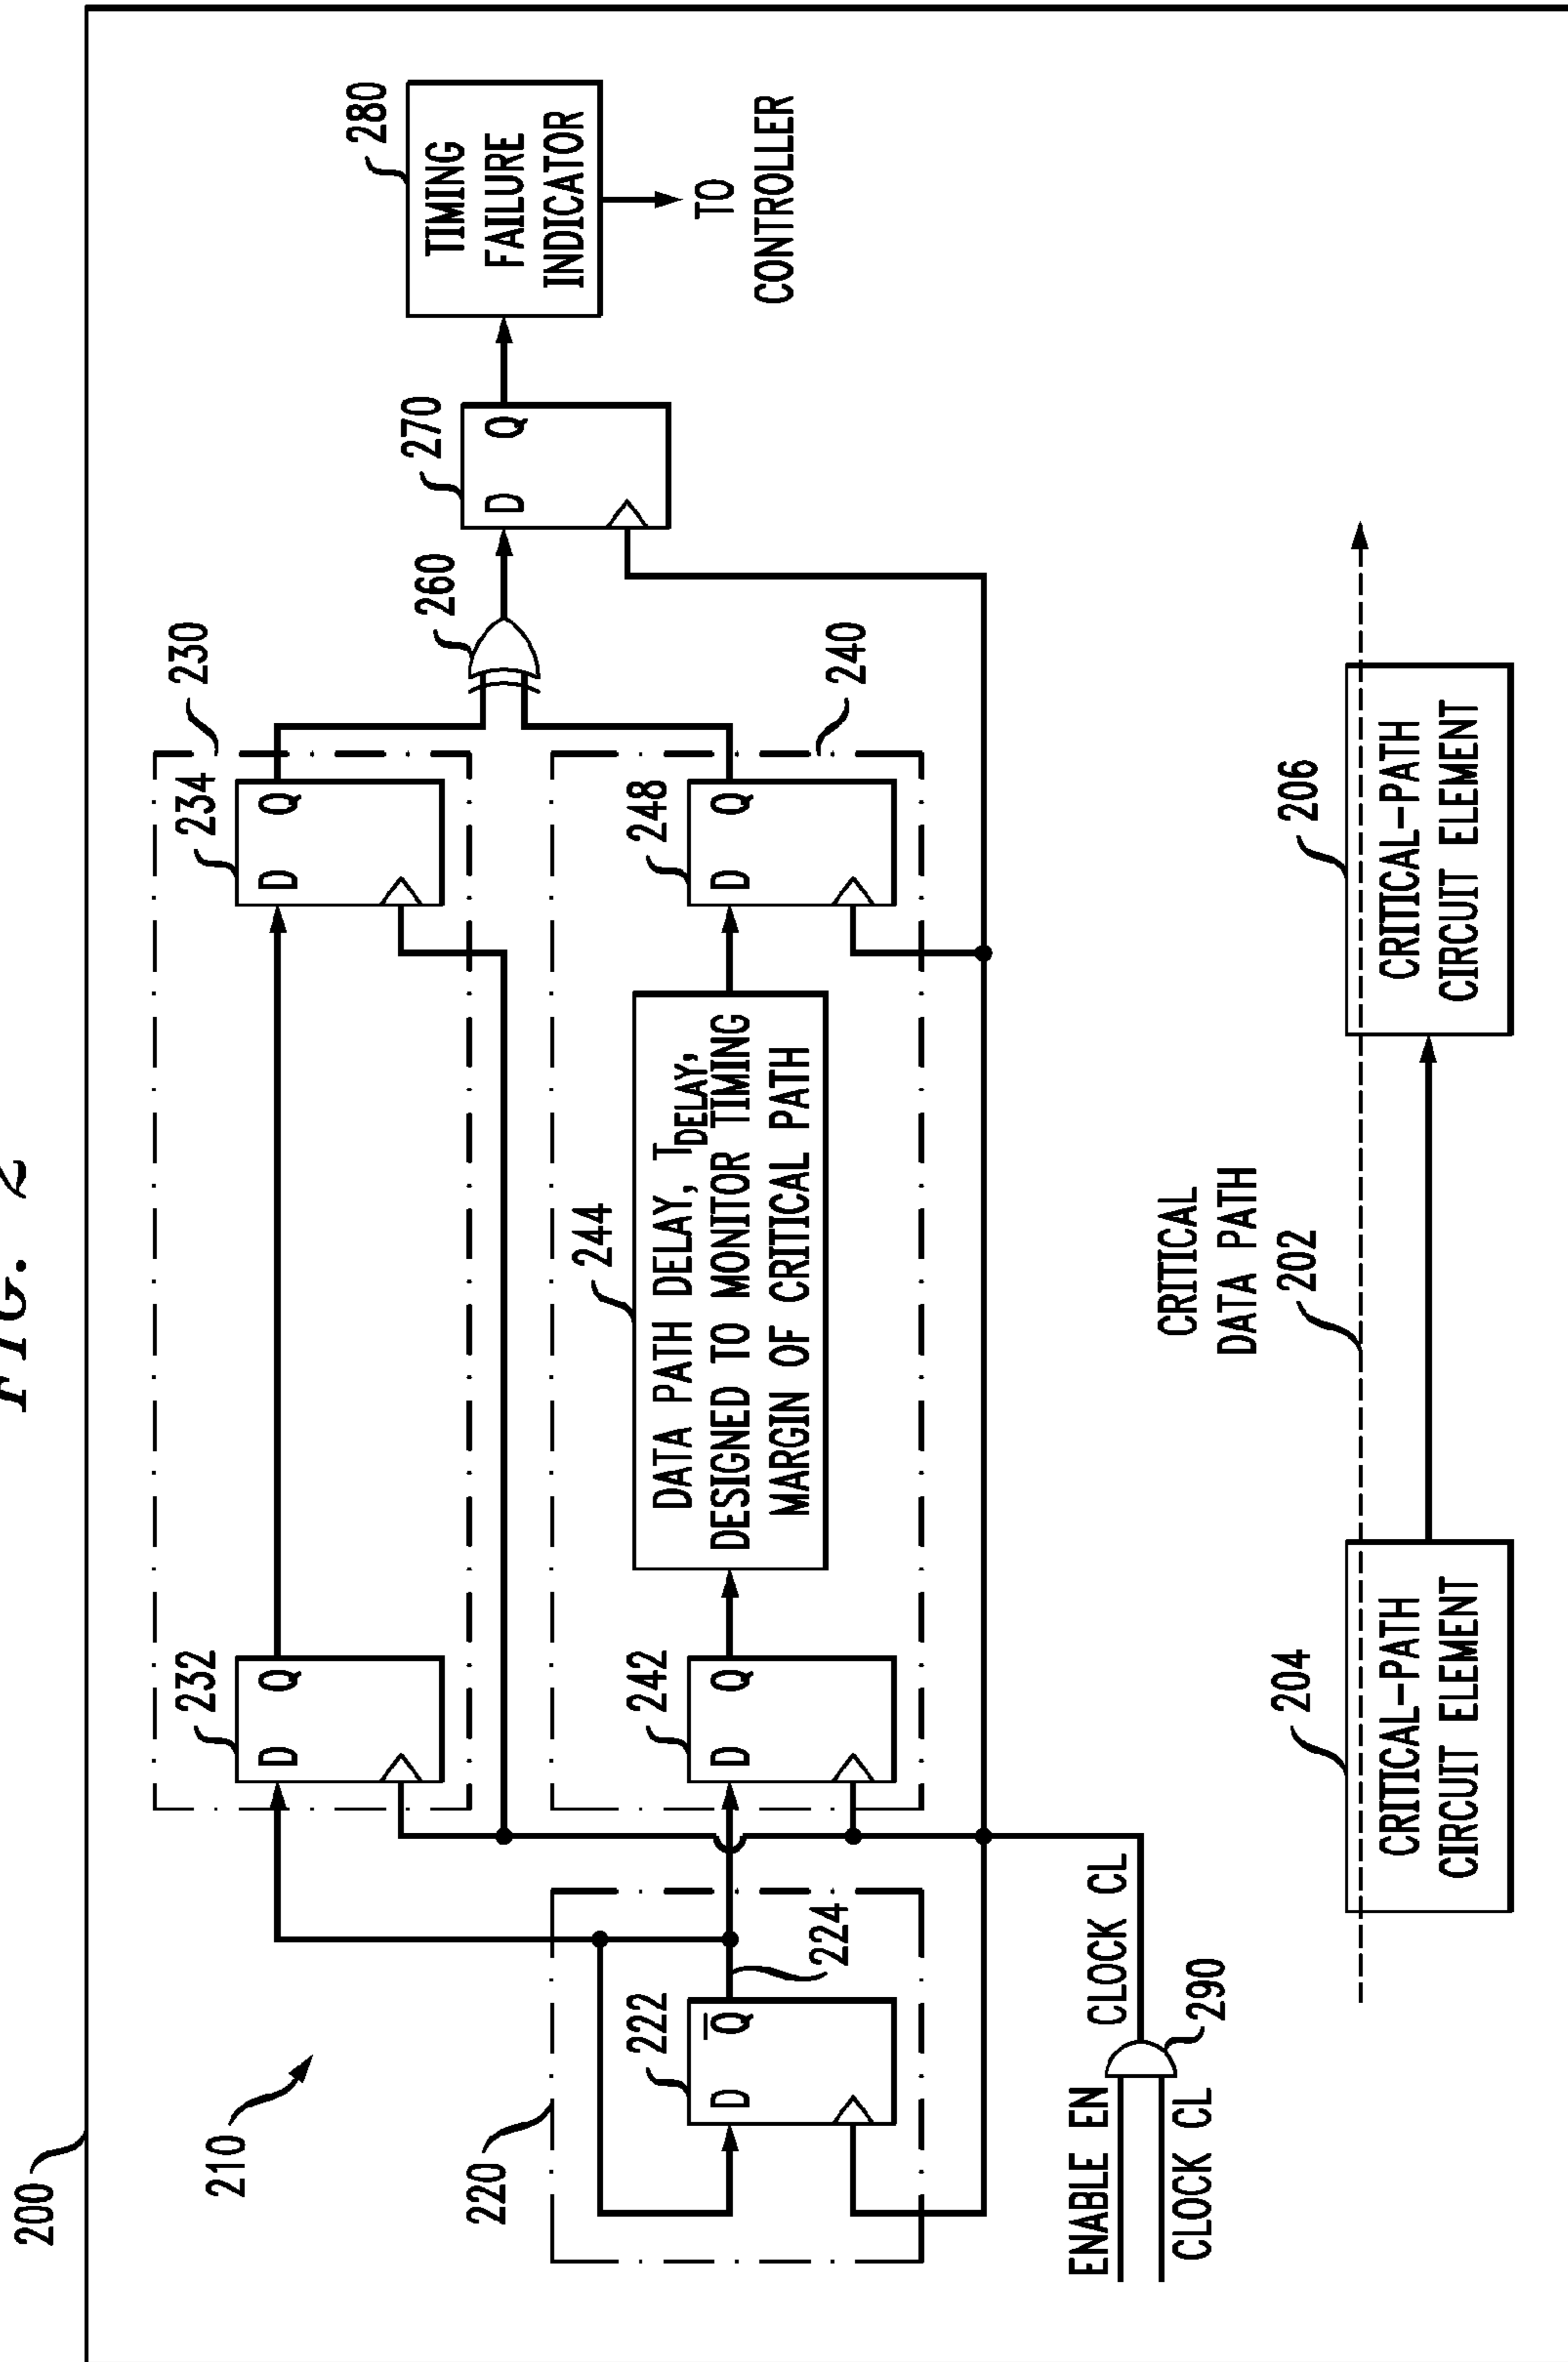 FIG. 2
200
210
220
222
D Q
224
230
232
D Q
234
D Q
240
242
D Q
244
DATA PATH DELAY, TDELAY,
DESIGNED TO MONITOR TIMING
MARGIN OF CRITICAL PATH
248
D Q
260
270
D Q
280
TIMING
FAILURE
INDICATOR
TO
CONTROLLER
ENABLE EN
CLOCK CL
290
CLOCK CL
CRITICAL
DATA PATH
202
204
CRITICAL-PATH
CIRCUIT ELEMENT
206
CRITICAL-PATH
CIRCUIT ELEMENT